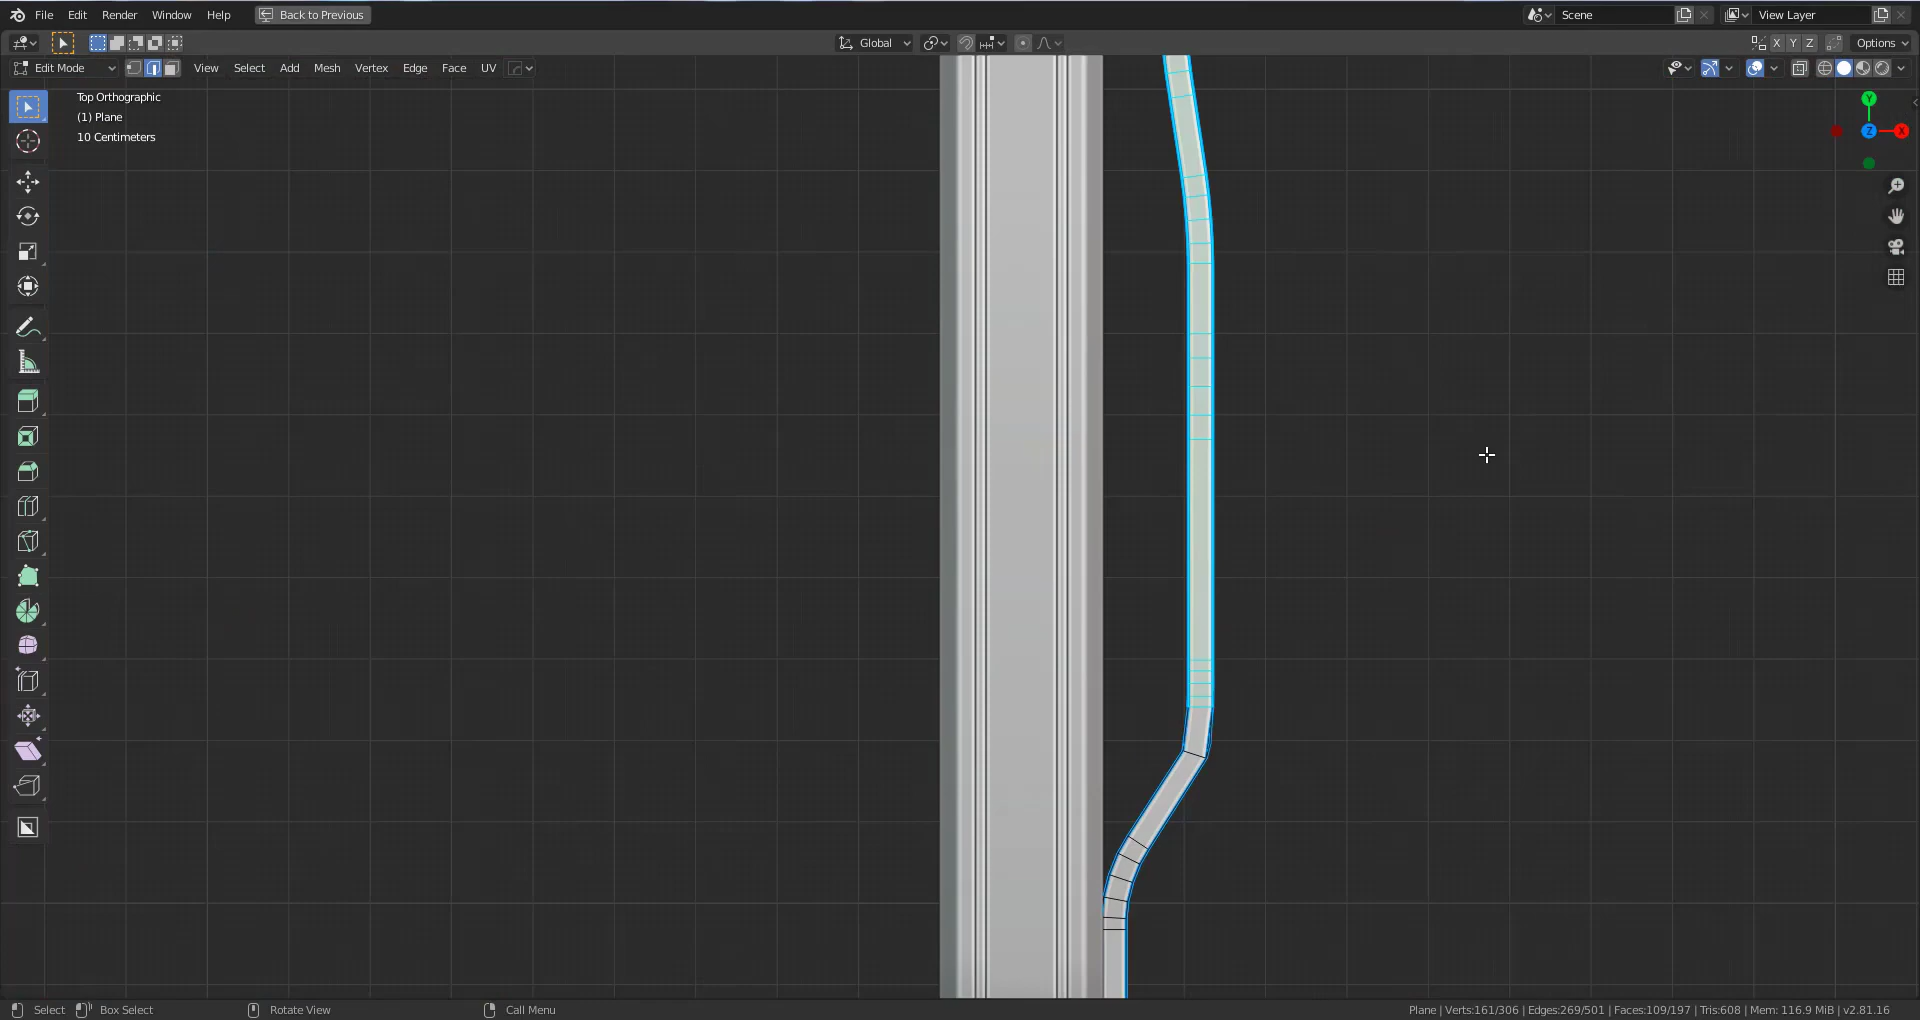 File Edit Render Window Help Back to Previous Scene View Layer
Global X Y Z Options
Edit Mode View Select Add Mesh Vertex Edge Face UV
Top Orthographic
(1) Plane
10 Centimeters
Y
Z X
Select Box Select Rotate View Call Menu Plane | Verts:161/306 | Edges:269/501 | Faces:109/197 | Tris:608 | Mem: 116.9 MiB | v2.81.16